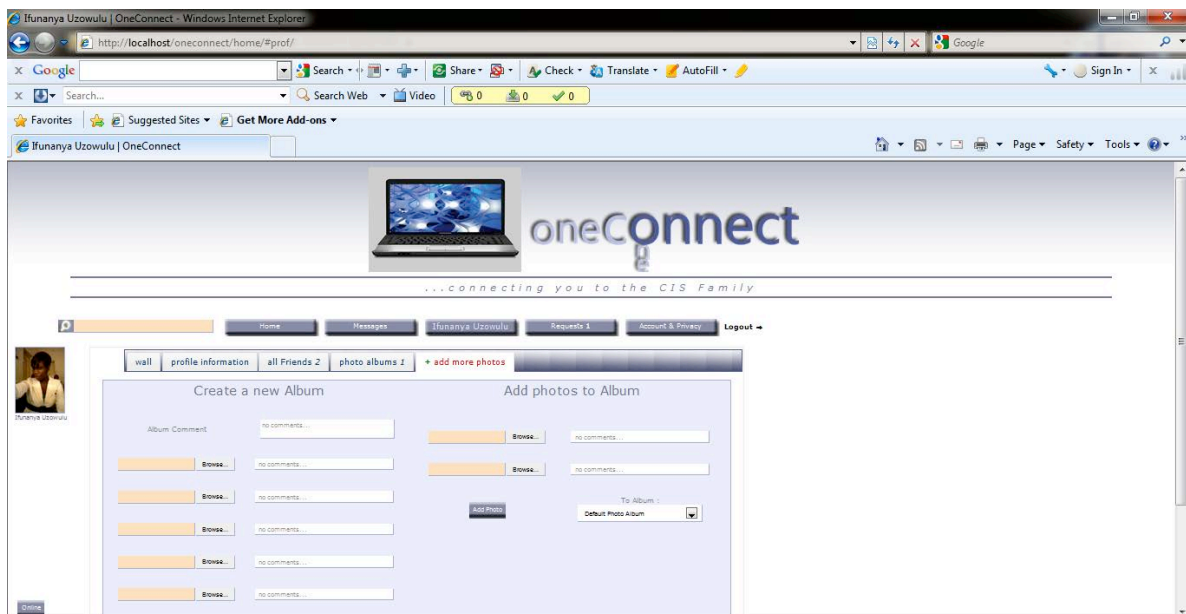 Ifunanya Uzowulu | OneConnect - Windows Internet Explorer
http://localhost/oneconnect/home/#prof/ Google
x Google Search Share Check Translate AutoFill Sign In x
x Search... Search Web Video 0 0 0
Favorites Suggested Sites Get More Add-ons
Ifunanya Uzowulu | OneConnect Page Safety Tools
oneConnect
one
...connecting you to the CIS Family
Home Messages Ifunanya Uzowulu Requests 1 Account & Privacy Logout
wall profile information all Friends 2 photo albums 1 + add more photos
Ifunanya Uzowulu
Create a new Album
Album Comment no comments...
Browse... no comments...
Browse... no comments...
Browse... no comments...
Browse... no comments...
Browse... no comments...
Add photos to Album
Browse... no comments...
Browse... no comments...
To Album :
Add Photo Default Photo Album
Online